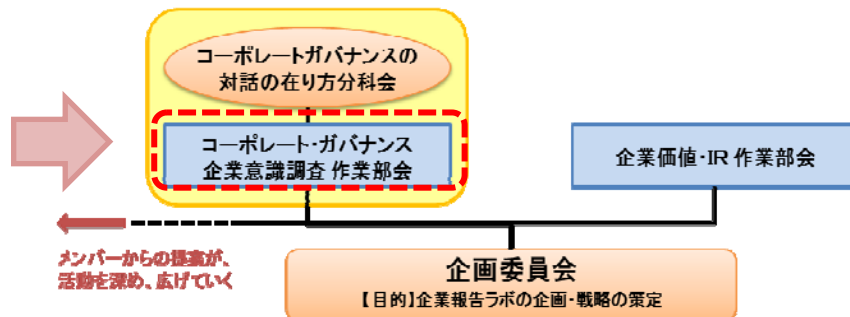 コーポレートガバナンスの
対話の在り方分科会
コーポレート・ガバナンス
企業意識調査 作業部会
企業価値・IR 作業部会
メンバーからの提案が、
活動を深め、広げていく
企画委員会
【目的】企業報告ラボの企画・戦略の策定